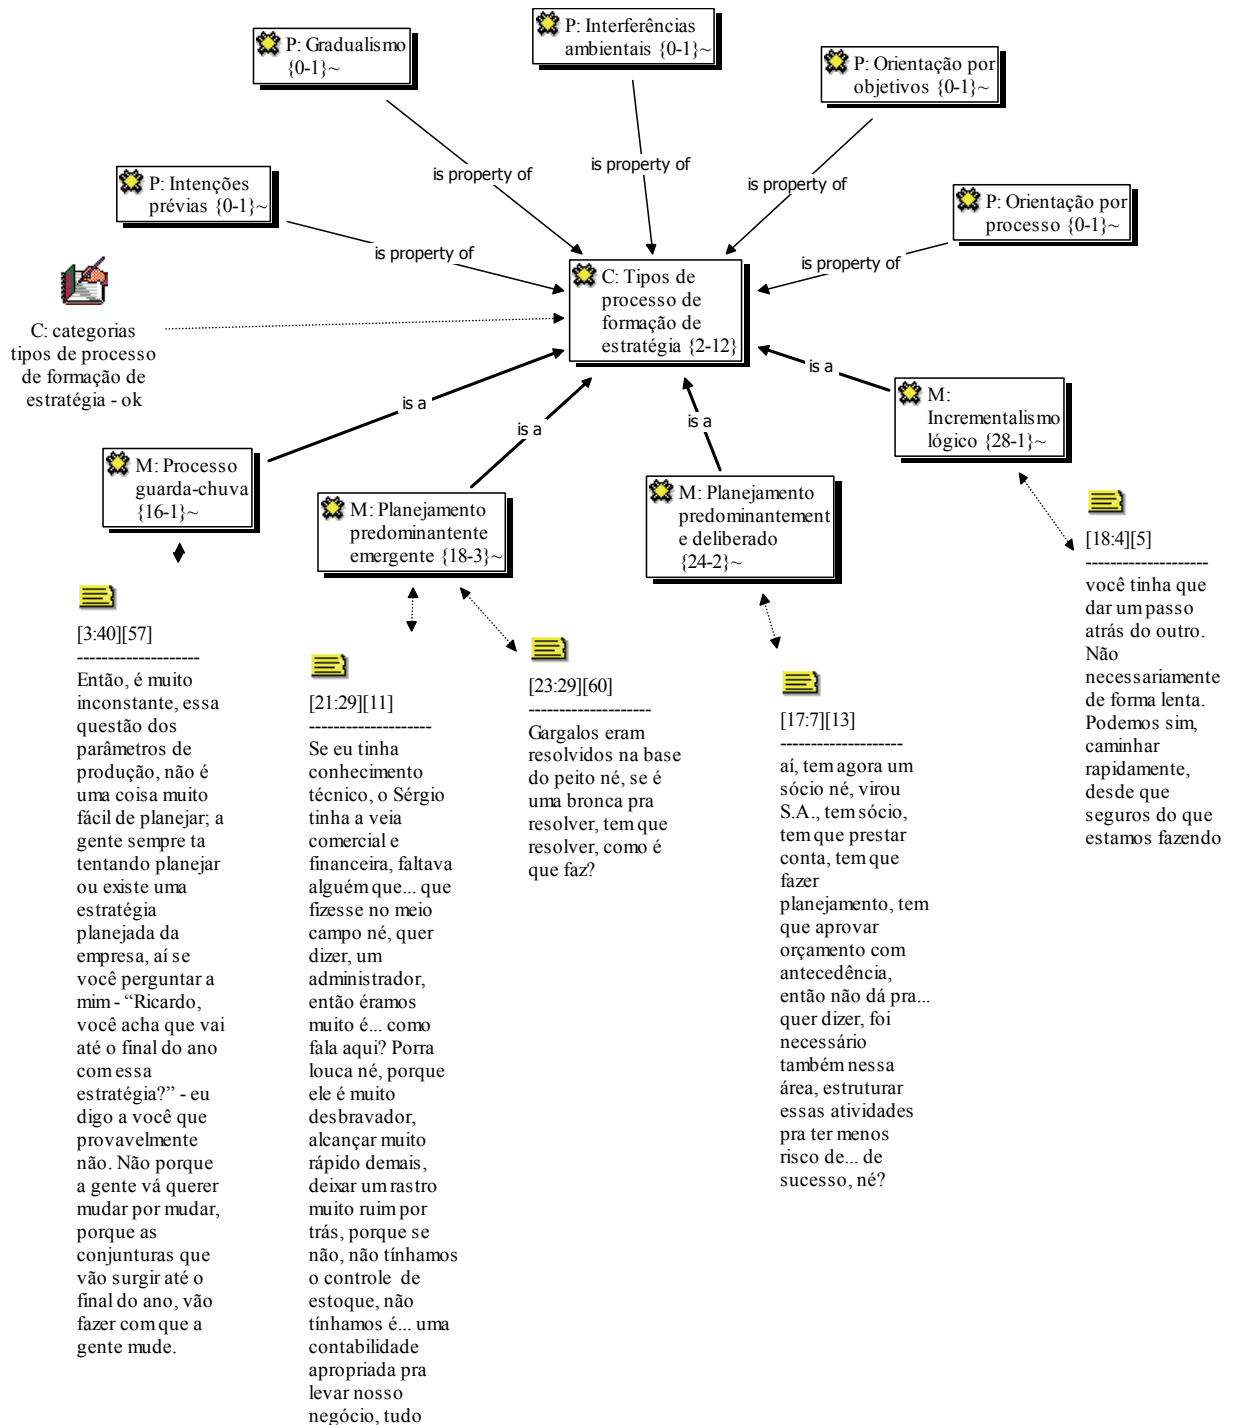 P: Gradualismo
{0-1}~
P: Interferências
ambientais {0-1}~
P: Orientação por
objetivos {0-1}~
P: Intenções
prévias {0-1}~
P: Orientação por
processo {0-1}~
is property of
is property of
is property of
is property of
is property of
C: Tipos de
processo de
formação de
estratégia {2-12}
C: categorias
tipos de processo
de formação de
estratégia - ok
is a
is a
is a
is a
M: Processo
guarda-chuva
{16-1}~
M: Planejamento
predominantente
emergente {18-3}~
M: Planejamento
predominantement
e deliberado
{24-2}~
M:
Incrementalismo
lógico {28-1}~
[3:40][57]
--------------------
Então, é muito
inconstante, essa
questão dos
parâmetros de
produção, não é
uma coisa muito
fácil de planejar; a
gente sempre ta
tentando planejar
ou existe uma
estratégia
planejada da
empresa, aí se
você perguntar a
mim - “Ricardo,
você acha que vai
até o final do ano
com essa
estratégia?” - eu
digo a você que
provavelmente
não. Não porque
a gente vá querer
mudar por mudar,
porque as
conjunturas que
vão surgir até o
final do ano, vão
fazer com que a
gente mude.
[21:29][11]
--------------------
Se eu tinha
conhecimento
técnico, o Sérgio
tinha a veia
comercial e
financeira, faltava
alguém que... que
fizesse no meio
campo né, quer
dizer, um
administrador,
então éramos
muito é... como
fala aqui? Porra
louca né, porque
ele é muito
desbravador,
alcançar muito
rápido demais,
deixar um rastro
muito ruim por
trás, porque se
não, não tínhamos
o controle de
estoque, não
tínhamos é... uma
contabilidade
apropriada pra
levar nosso
negócio, tudo
[23:29][60]
--------------------
Gargalos eram
resolvidos na base
do peito né, se é
uma bronca pra
resolver, tem que
resolver, como é
que faz?
[17:7][13]
--------------------
aí, tem agora um
sócio né, virou
S.A., tem sócio,
tem que prestar
conta, tem que
fazer
planejamento, tem
que aprovar
orçamento com
antecedência,
então não dá pra...
quer dizer, foi
necessário
também nessa
área, estruturar
essas atividades
pra ter menos
risco de... de
sucesso, né?
[18:4][5]
--------------------
você tinha que
dar um passo
atrás do outro.
Não
necessariamente
de forma lenta.
Podemos sim,
caminhar
rapidamente,
desde que
seguros do que
estamos fazendo